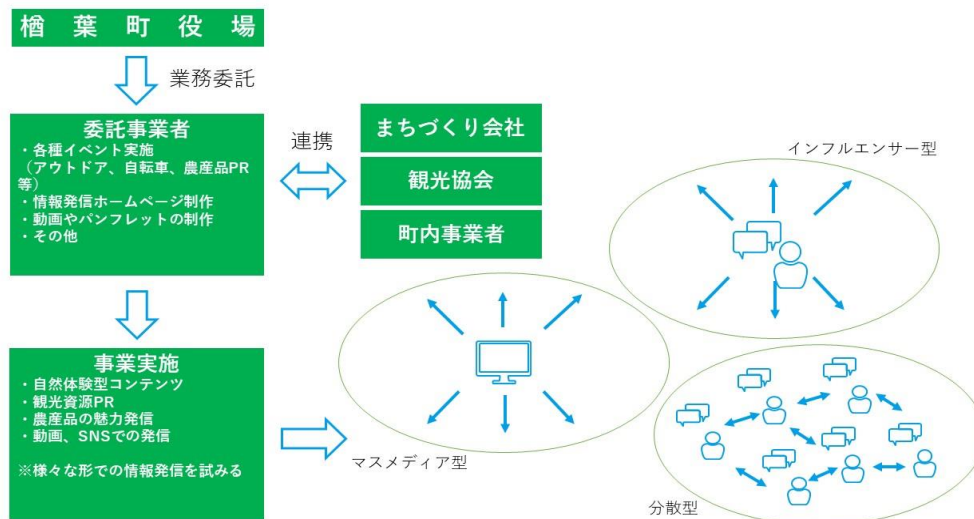 楢葉町役場
業務委託
委託事業者
・各種イベント実施
（アウトドア、自転車、農産品PR
等）
・情報発信ホームページ制作
・動画やパンフレットの制作
・その他
連携
まちづくり会社
観光協会
町内事業者
事業実施
・自然体験型コンテンツ
・観光資源PR
・農産品の魅力発信
・動画、SNSでの発信
※様々な形での情報発信を試みる
マスメディア型
インフルエンサー型
分散型